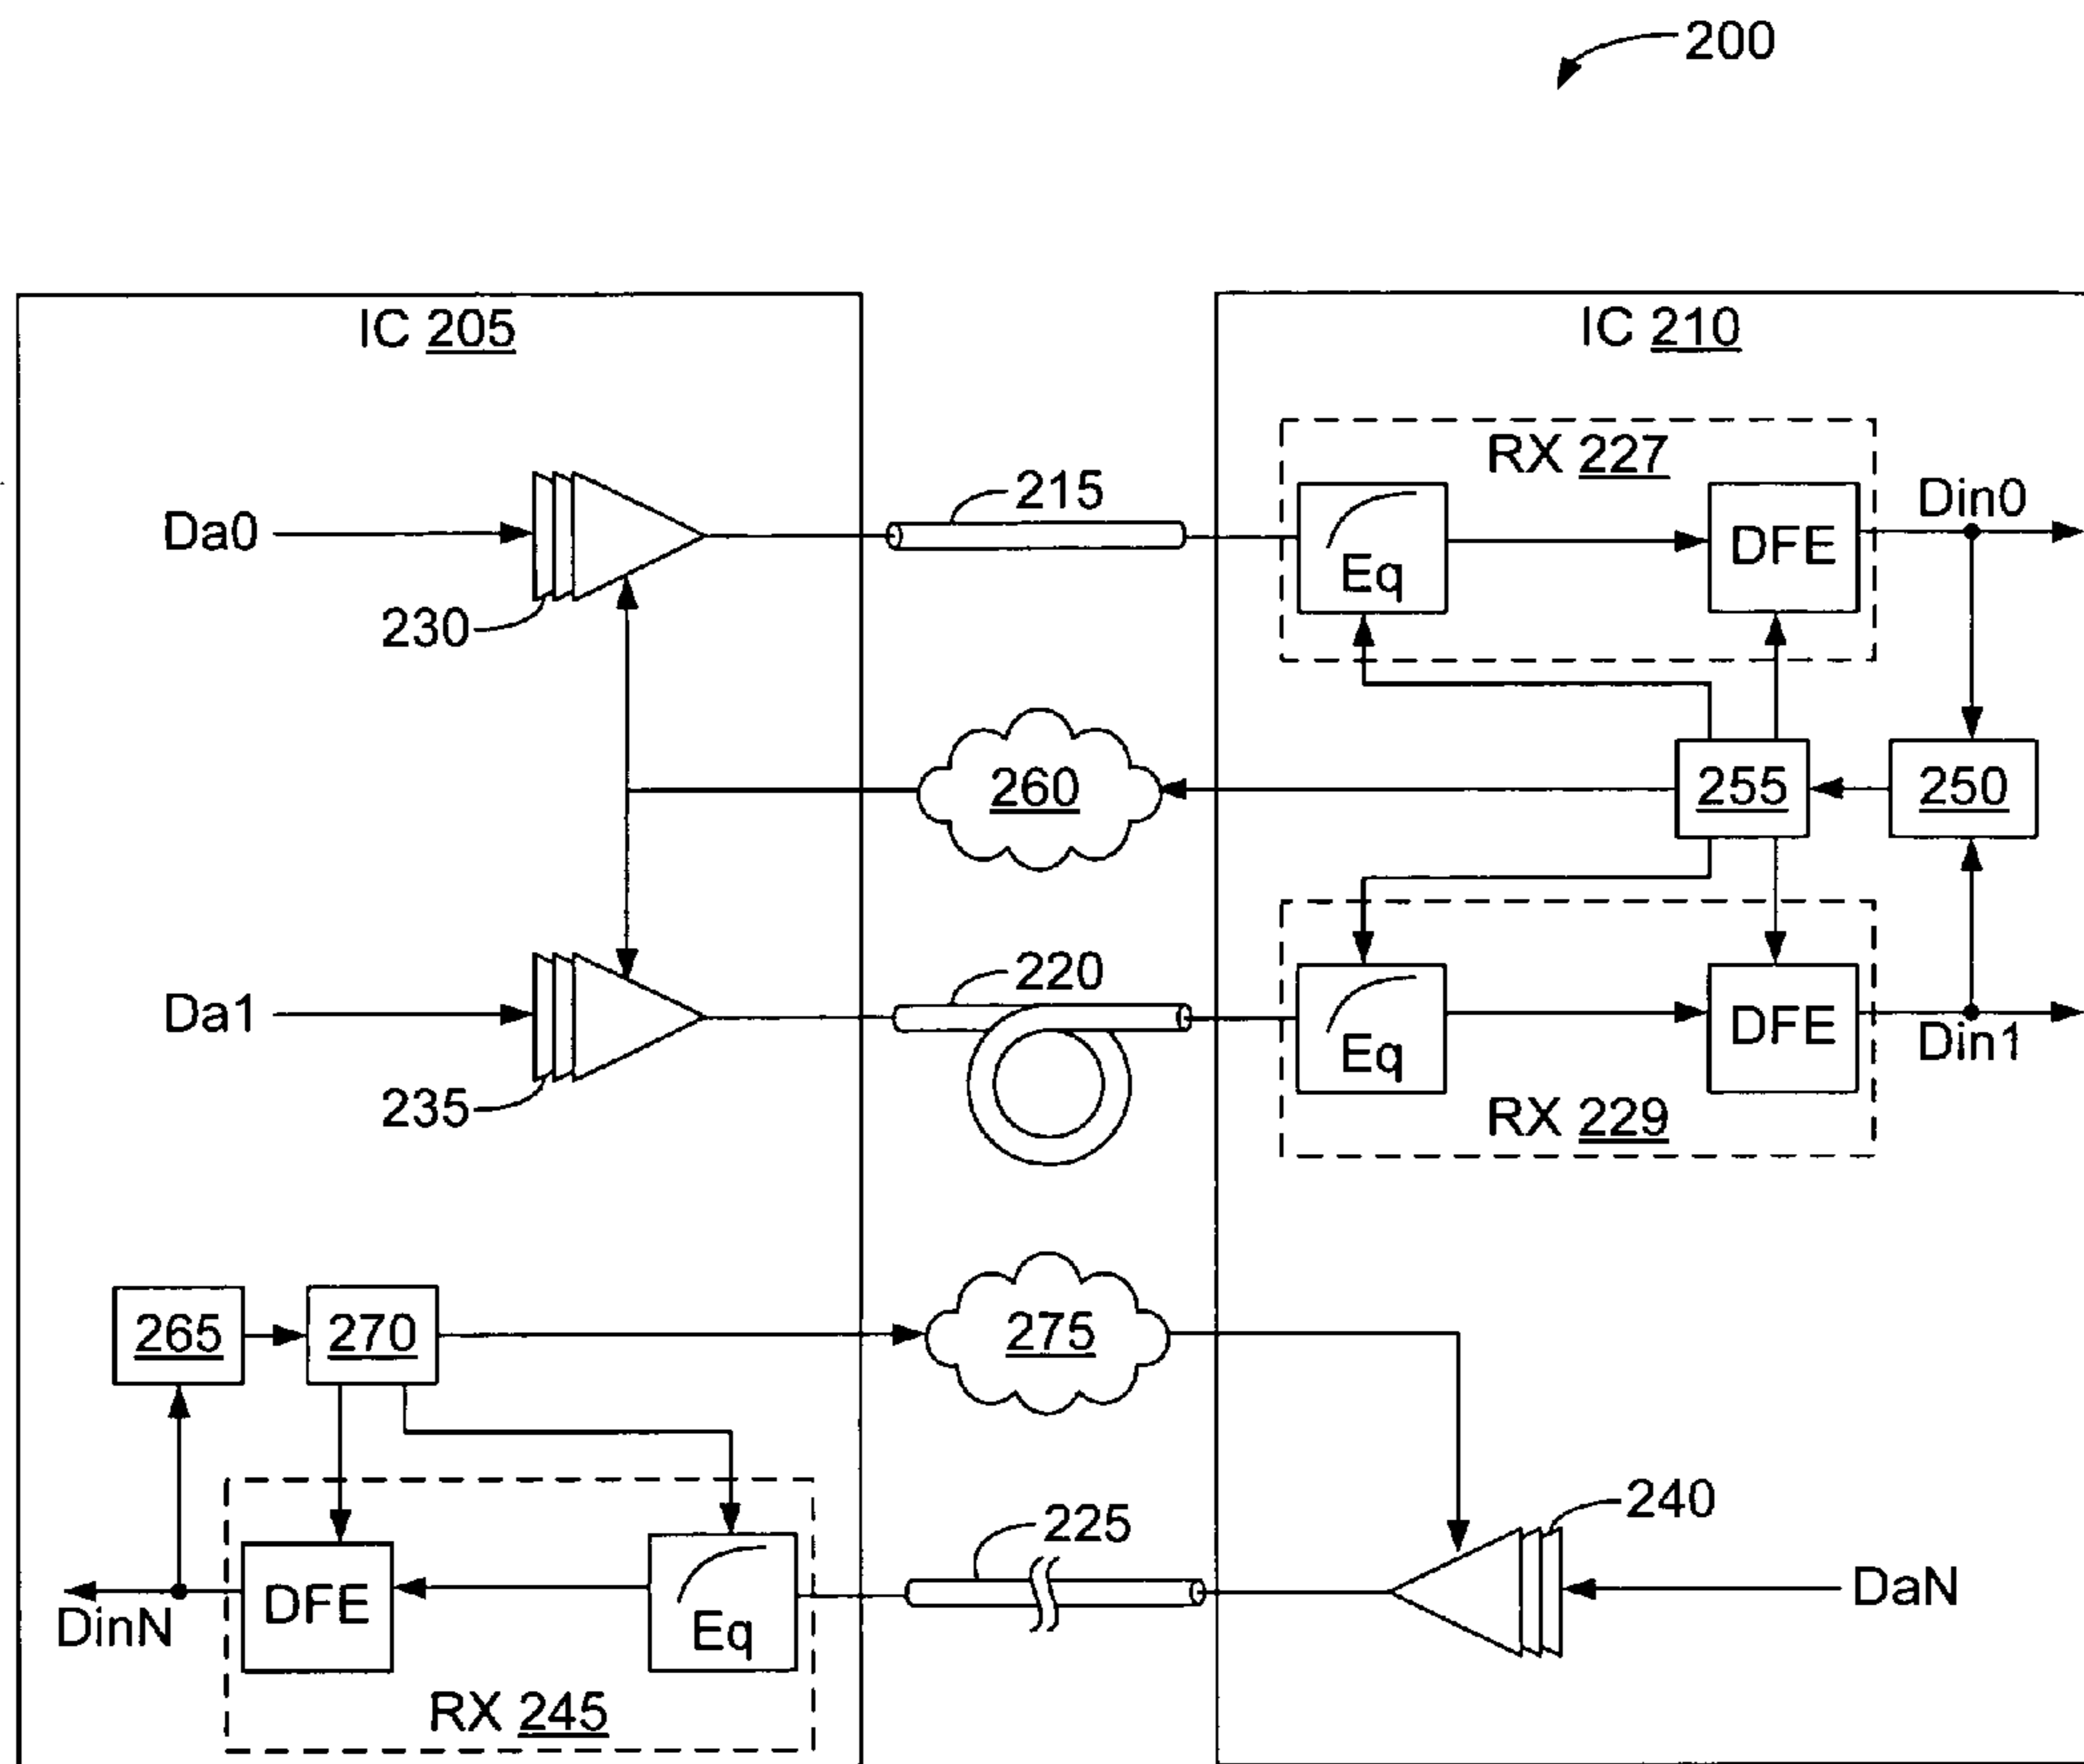 200
IC 205
IC 210
RX 227
215
Din0
Da0
Eq
DFE
230
260
255
250
220
Da1
Eq
DFE
Din1
235
RX 229
265
270
275
240
225
DaN
DFE
Eq
DinN
RX 245